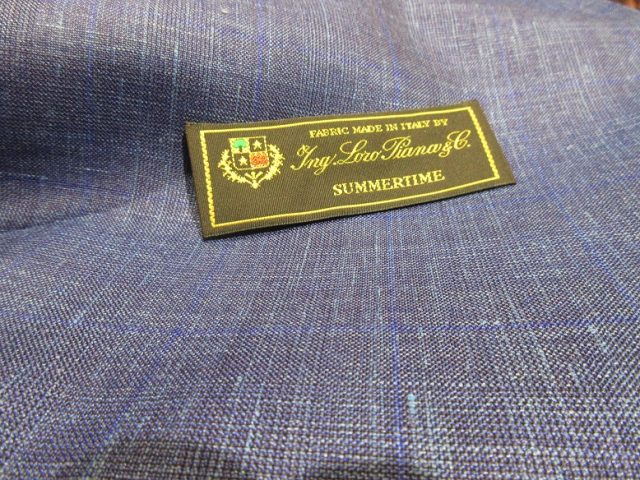 FABRIC MADE IN ITALY BY
Ing. Loro Piana & C.
SUMMERTIME